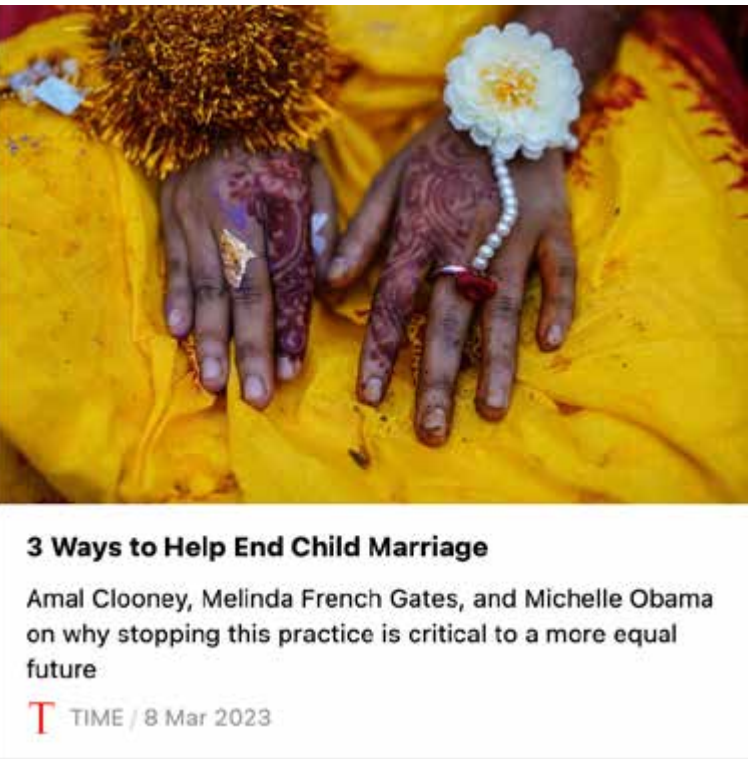 3 Ways to Help End Child Marriage
Amal Clooney, Melinda French Gates, and Michelle Obama
on why stopping this practice is critical to a more equal
future
T TIME / 8 Mar 2023